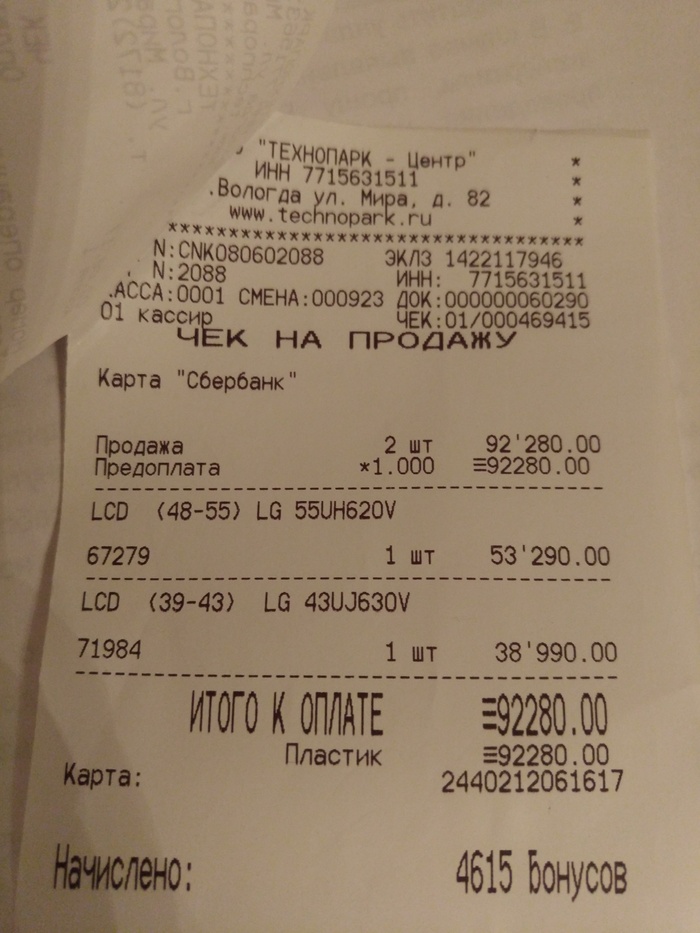 "ТЕХНОПАРК - Центр" *
ИНН 7715631511 *
.Вологда ул. Мира, д. 82 *
www.technopark.ru *
****************************************
N:CNK080602088 ЭКЛЗ 1422117946
N:2088 ИНН: 7715631511
АССА:0001 СМЕНА:000923 ДОК:000000060290
01 кассир ЧЕК:01/000469415
ЧЕК НА ПРОДАЖУ
Карта "Сбербанк"
Продажа 2 шт 92'280.00
Предоплата *1.000 ≡92280.00
LCD (48-55) LG 55UH620V
67279 1 шт 53'290.00
LCD (39-43) LG 43UJ630V
71984 1 шт 38'990.00
ИТОГО К ОПЛАТЕ ≡92280.00
Пластик ≡92280.00
Карта: 2440212061617
Начислено: 4615 Бонусов